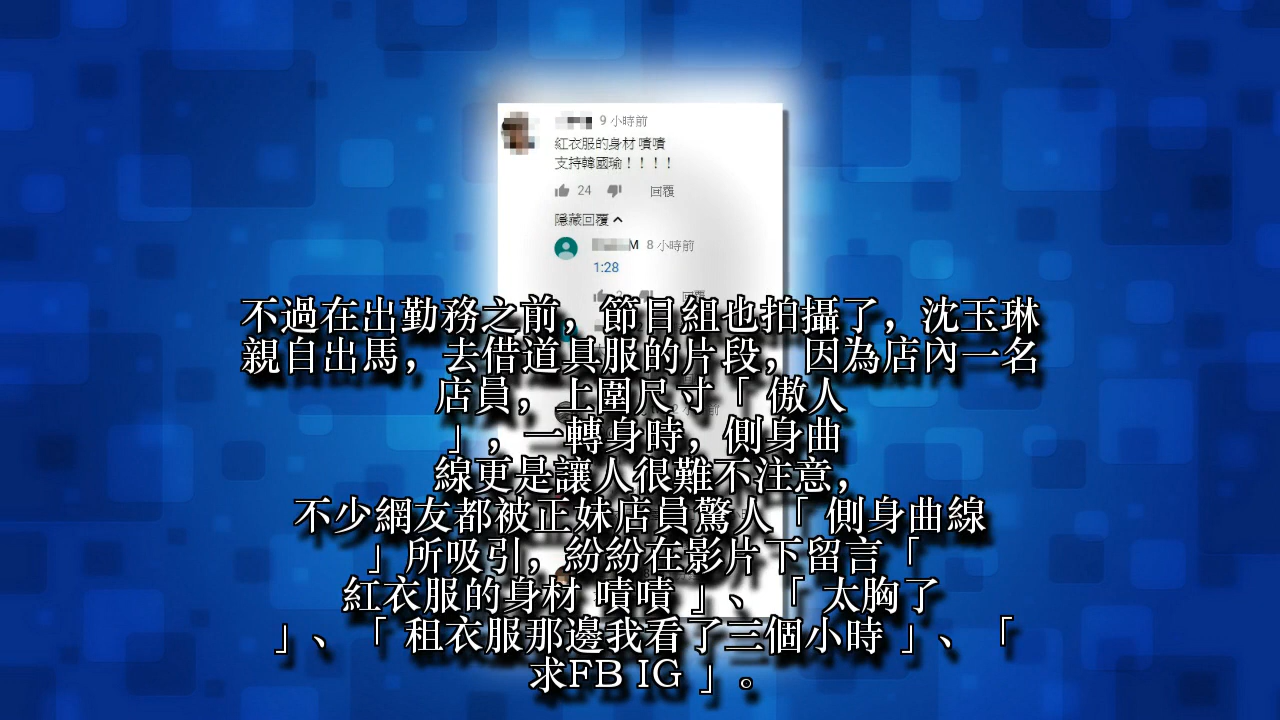 9 小時前
紅衣服的身材 嘖嘖
支持韓國瑜！！！！
24 回覆
隱藏回覆
M 8 小時前
1:28
不過在出勤務之前，節目組也拍攝了，沈玉琳
親自出馬，去借道具服的片段，因為店內一名
店員，上圍尺寸「 傲人
」，一轉身時，側身曲
線更是讓人很難不注意，
不少網友都被正妹店員驚人「 側身曲線
」所吸引，紛紛在影片下留言「
紅衣服的身材 嘖嘖 」、「 太胸了
」、「 租衣服那邊我看了三個小時 」、「
求FB IG 」。